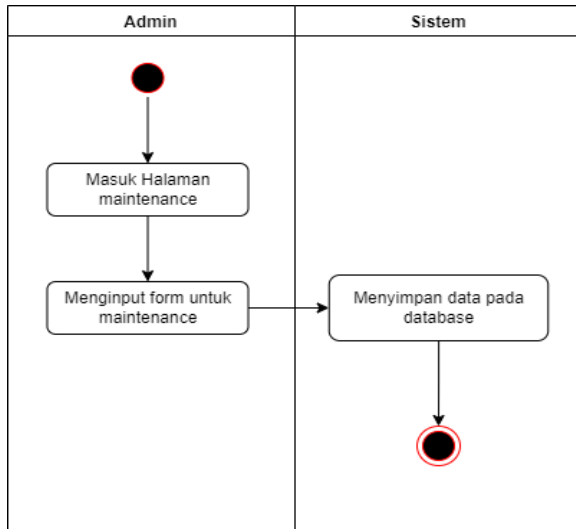 Admin
Sistem
Masuk Halaman
maintenance
Menginput form untuk
maintenance
Menyimpan data pada
database